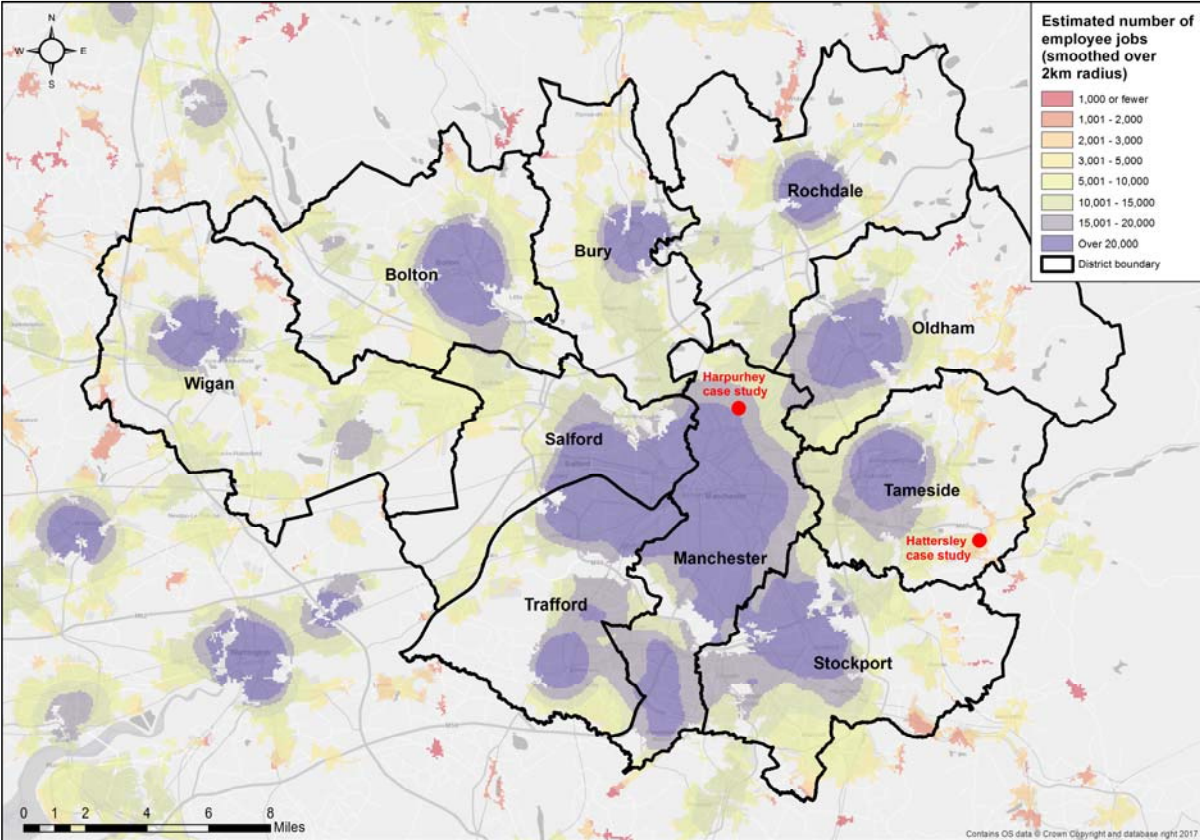 N
W E
S
Estimated number of
employee jobs
(smoothed over
2km radius)
1,000 or fewer
1,001 - 2,000
2,001 - 3,000
3,001 - 5,000
5,001 - 10,000
10,001 - 15,000
15,001 - 20,000
Over 20,000
District boundary
Rochdale
Bury
Bolton
Oldham
Wigan
Harpurhey
case study
Salford
Tameside
Manchester
Hattersley
case study
Trafford
Stockport
0 1 2 4 6 8
Miles
Contains OS data © Crown Copyright and database right 2017